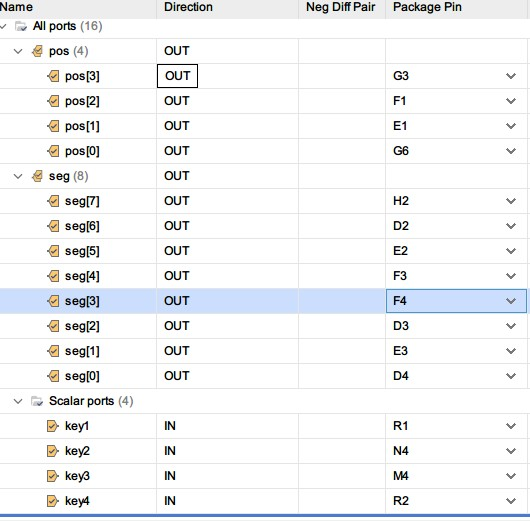 Name Direction Neg Diff Pair Package Pin
All ports (16)
pos (4) OUT
pos[3] OUT G3
pos[2] OUT F1
pos[1] OUT E1
pos[0] OUT G6
seg (8) OUT
seg[7] OUT H2
seg[6] OUT D2
seg[5] OUT E2
seg[4] OUT F3
seg[3] OUT F4
seg[2] OUT D3
seg[1] OUT E3
seg[0] OUT D4
Scalar ports (4)
key1 IN R1
key2 IN N4
key3 IN M4
key4 IN R2